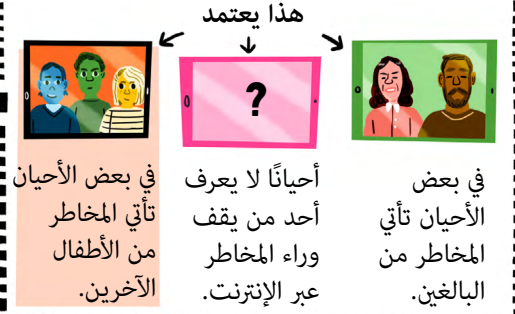 هذا يعتمد
في بعض
الأحيان تأتي
المخاطر من
البالغين.
?
أحيانًا لا يعرف
أحد من يقف
وراء المخاطر
عبر الإنترنت.
في بعض الأحيان
تأتي المخاطر
من الأطفال
الآخرين.